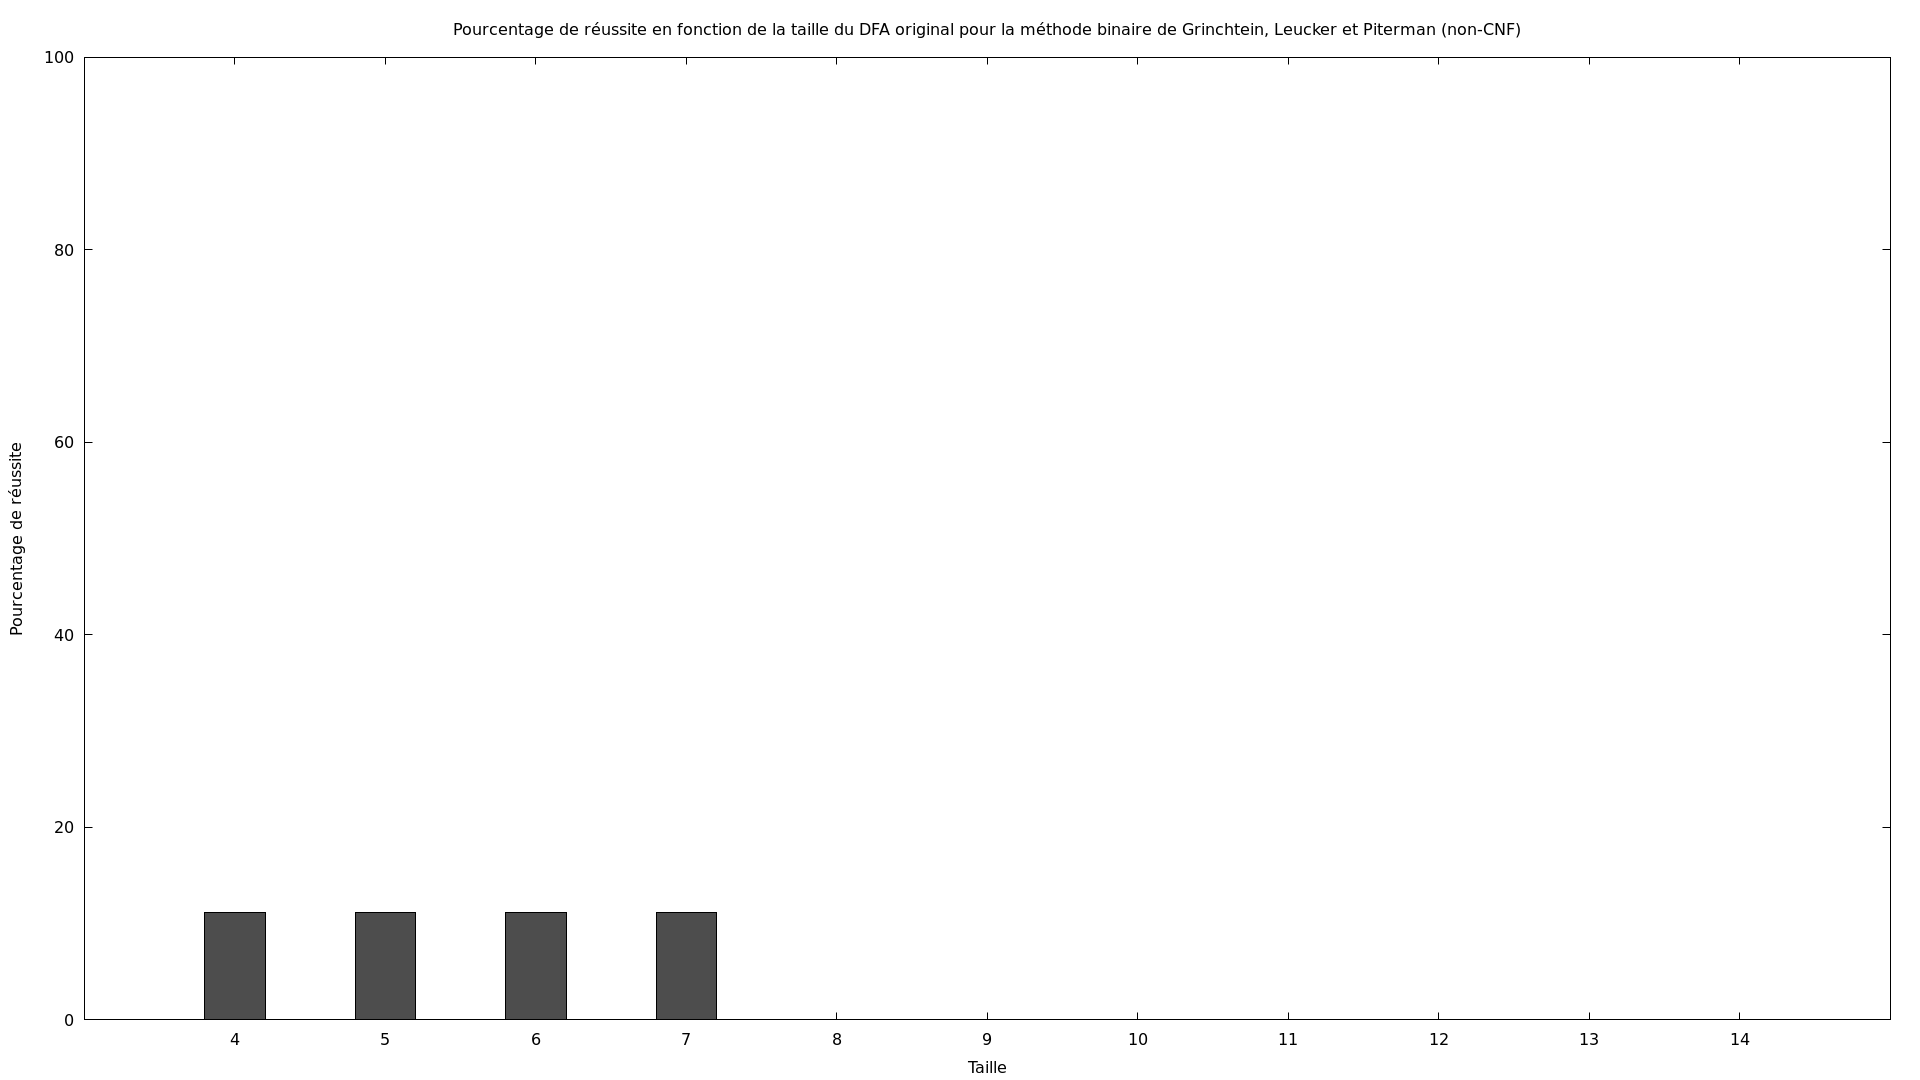 Pourcentage de réussite en fonction de la taille du DFA original pour la méthode binaire de Grinchtein, Leucker et Piterman (non-CNF)
100
80
60
40
20
0
Pourcentage de réussite
4 5 6 7 8 9 10 11 12 13 14
Taille